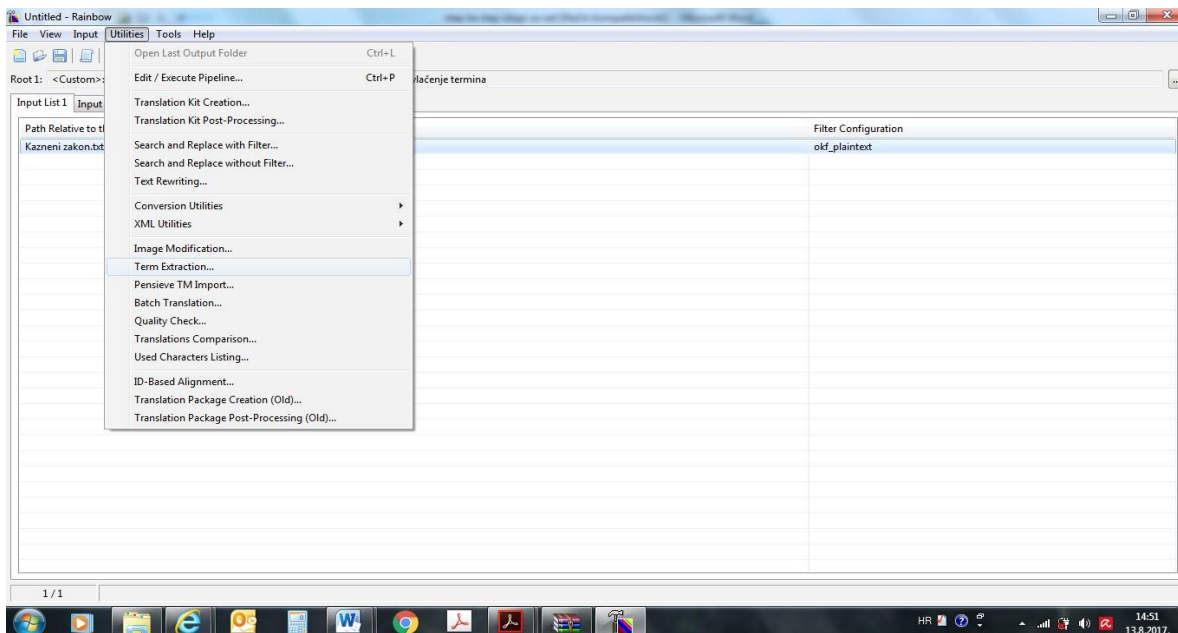 Untitled - Rainbow
File View Input Utilities Tools Help
Root 1: <Custom>: vlačenje termina
Input List 1 Input
Open Last Output Folder Ctrl+L
Edit / Execute Pipeline... Ctrl+P
Translation Kit Creation...
Translation Kit Post-Processing...
Search and Replace with Filter...
Search and Replace without Filter...
Text Rewriting...
Conversion Utilities
XML Utilities
Image Modification...
Term Extraction...
Pensieve TM Import...
Batch Translation...
Quality Check...
Translations Comparison...
Used Characters Listing...
ID-Based Alignment...
Translation Package Creation (Old)...
Translation Package Post-Processing (Old)...
Path Relative to t Filter Configuration
Kazneni zakon.txt okf_plaintext
1 / 1
HR 14:51
13.8.2017.